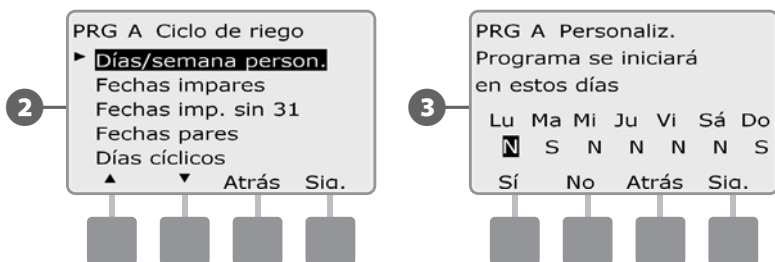 PRG A Ciclo de riego
► Días/semana person.
Fechas impares
Fechas imp. sin 31
Fechas pares
Días cíclicos
▲ ▼ Atrás Sig.
2
PRG A Personaliz.
Programa se iniciará
en estos días
Lu Ma Mi Ju Vi Sá Do
N S N N N N S
Sí No Atrás Sig.
3